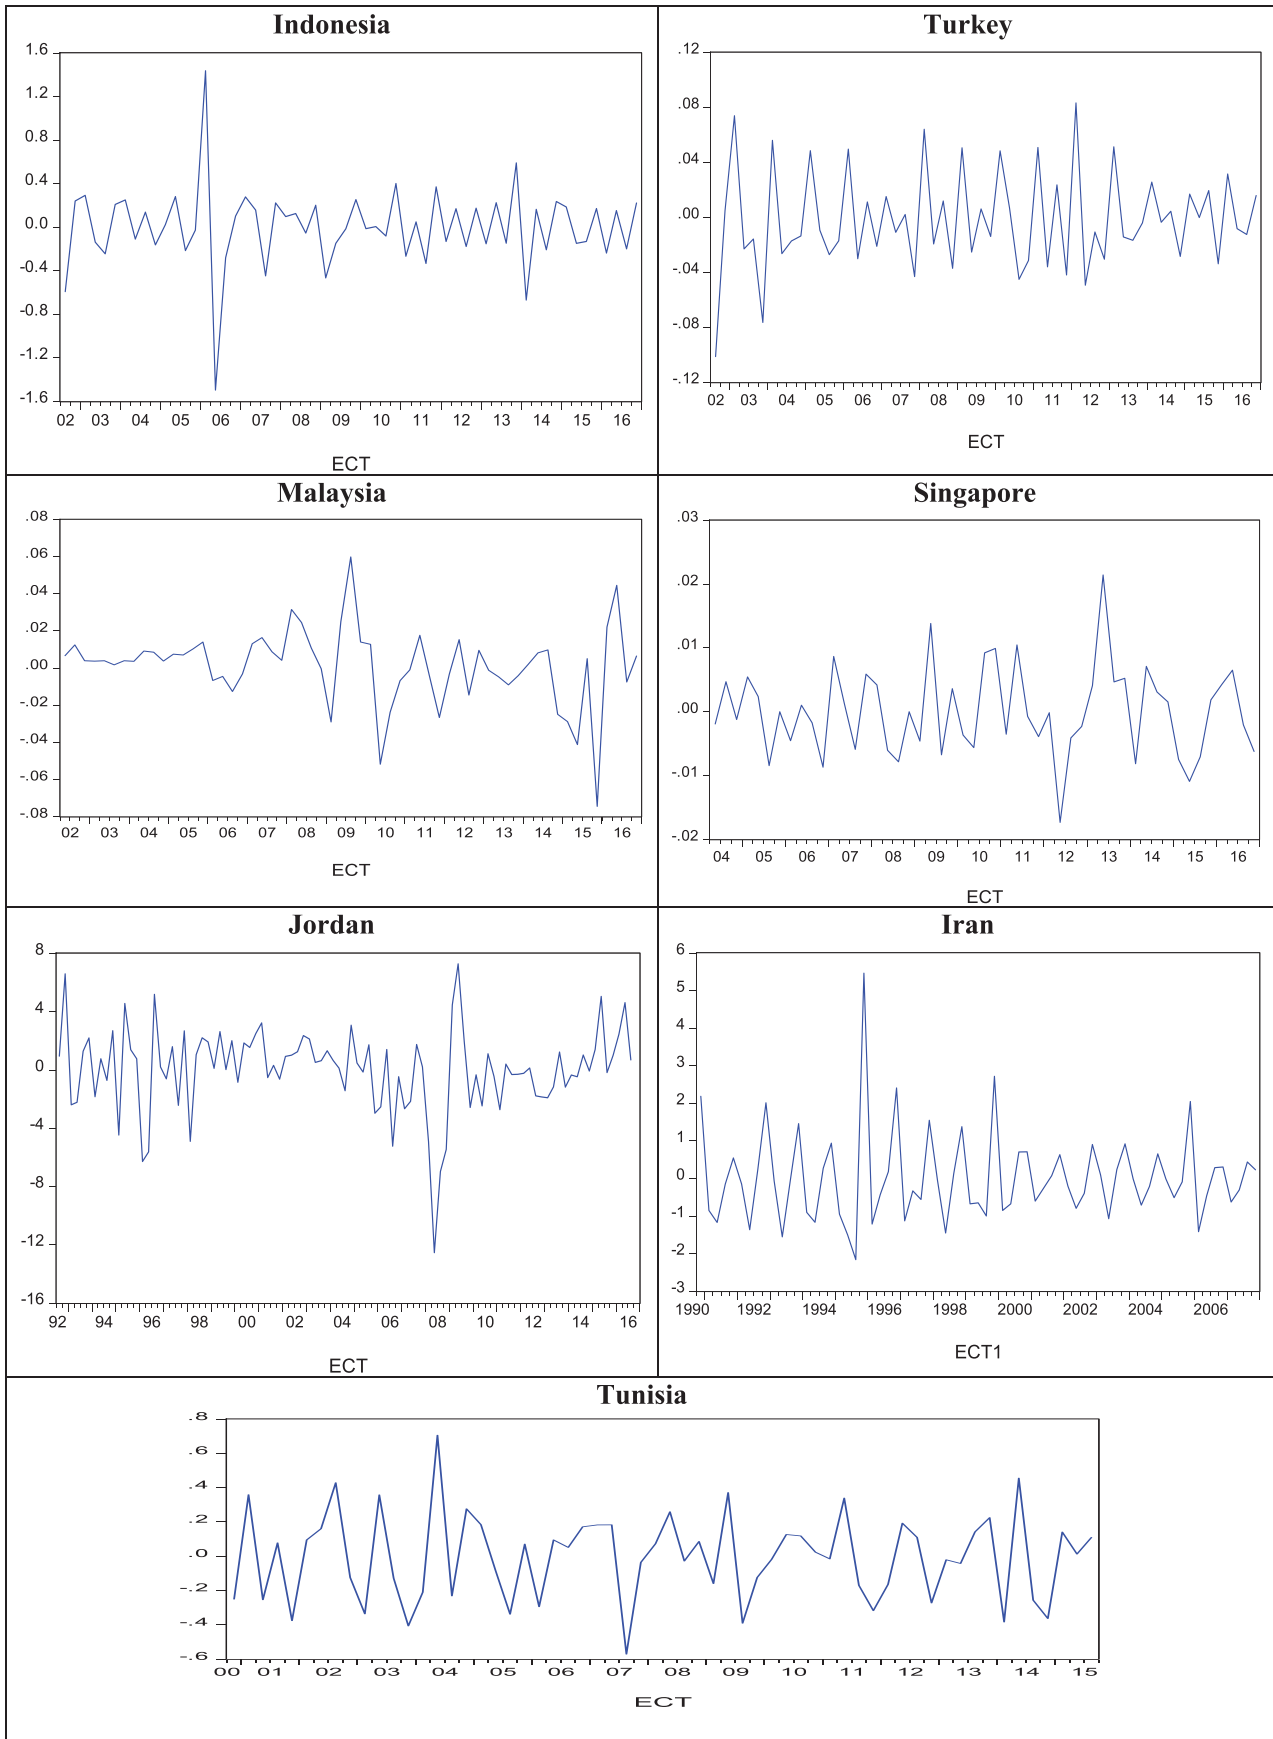 Indonesia
1.6
1.2
0.8
0.4
0.0
-0.4
-0.8
-1.2
-1.6
02 03 04 05 06 07 08 09 10 11 12 13 14 15 16
ECT
Turkey
.12
.08
.04
.00
-.04
-.08
-.12
02 03 04 05 06 07 08 09 10 11 12 13 14 15 16
ECT
Malaysia
.08
.06
.04
.02
.00
-.02
-.04
-.06
-.08
02 03 04 05 06 07 08 09 10 11 12 13 14 15 16
ECT
Singapore
.03
.02
.01
.00
-.01
-.02
04 05 06 07 08 09 10 11 12 13 14 15 16
ECT
Jordan
8
4
0
-4
-8
-12
-16
92 94 96 98 00 02 04 06 08 10 12 14 16
ECT
Iran
6
5
4
3
2
1
0
-1
-2
-3
1990 1992 1994 1996 1998 2000 2002 2004 2006
ECT1
Tunisia
.8
.6
.4
.2
.0
-.2
-.4
-.6
00 01 02 03 04 05 06 07 08 09 10 11 12 13 14 15
ECT